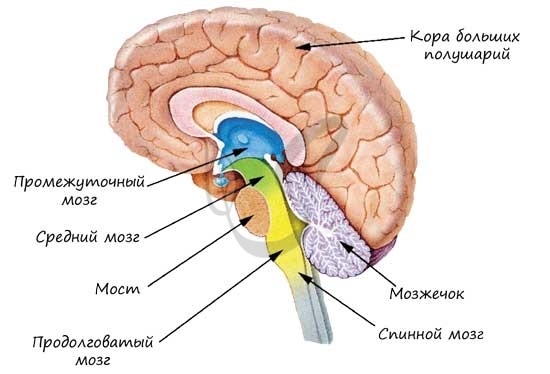 Кора больших
полушарий
Промежуточный
мозг
Средний мозг
Мост
Мозжечок
Продолговатый
мозг
Спинной мозг